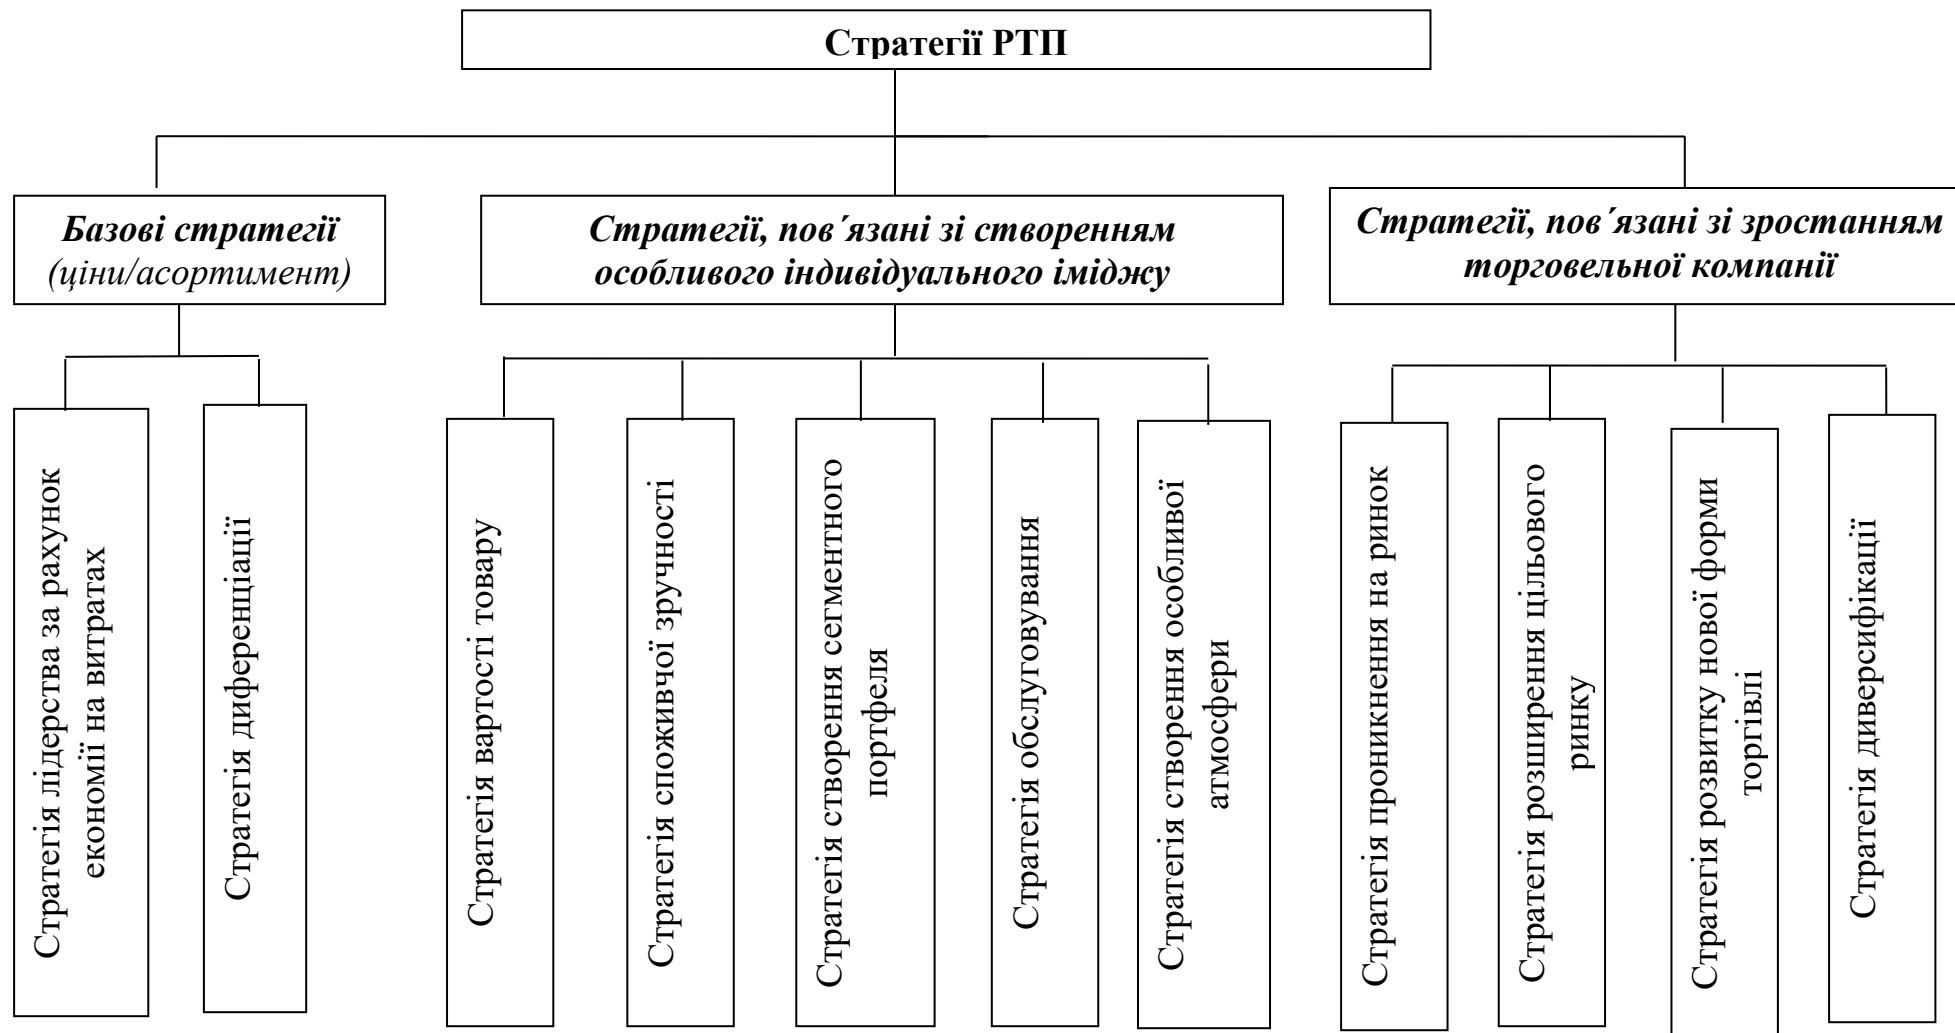 Стратегії РТП
Базові стратегії
(ціни/асортимент)
Стратегії, пов´язані зі створенням
особливого індивідуального іміджу
Стратегії, пов´язані зі зростанням
торговельної компанії
Стратегія лідерства за рахунок
економії на витратах
Стратегія диференціації
Стратегія вартості товару
Стратегія споживчої зручності
Стратегія створення сегментного
портфеля
Стратегія обслуговування
Стратегія створення особливої
атмосфери
Стратегія проникнення на ринок
Стратегія розширення цільового
ринку
Стратегія розвитку нової форми
торгівлі
Стратегія диверсифікації